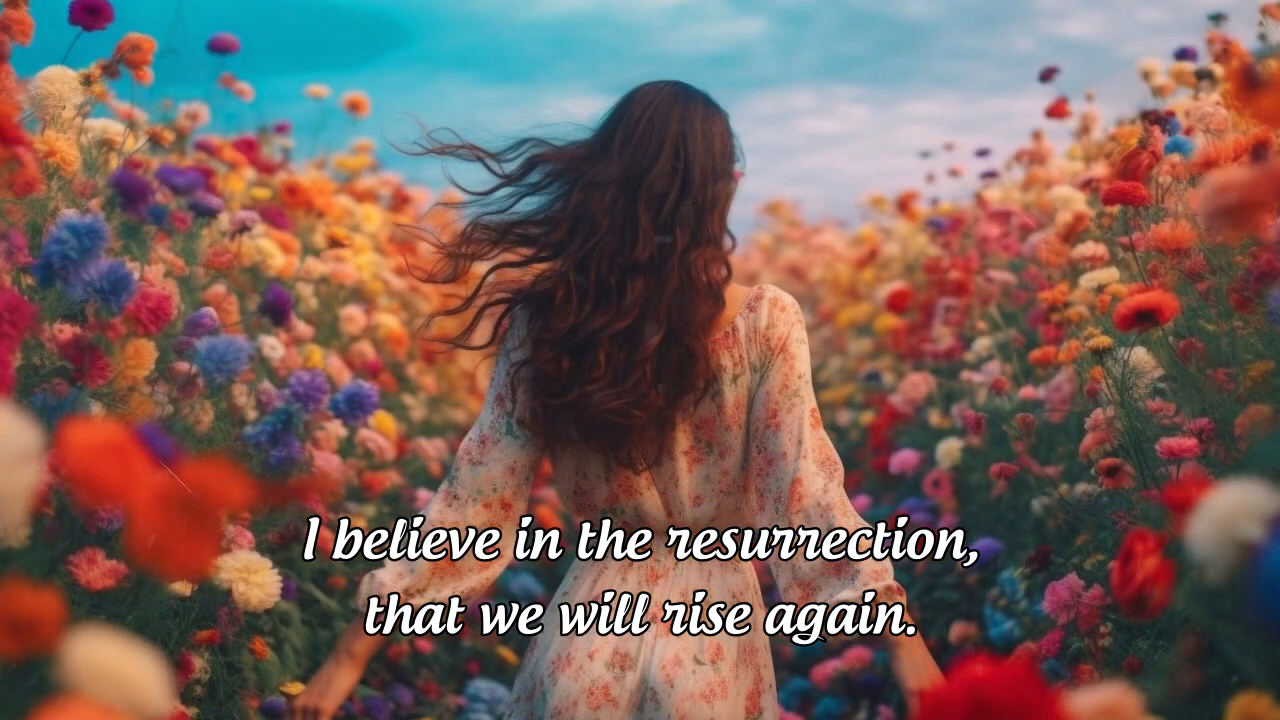 I believe in the resurrection,
that we will rise again.